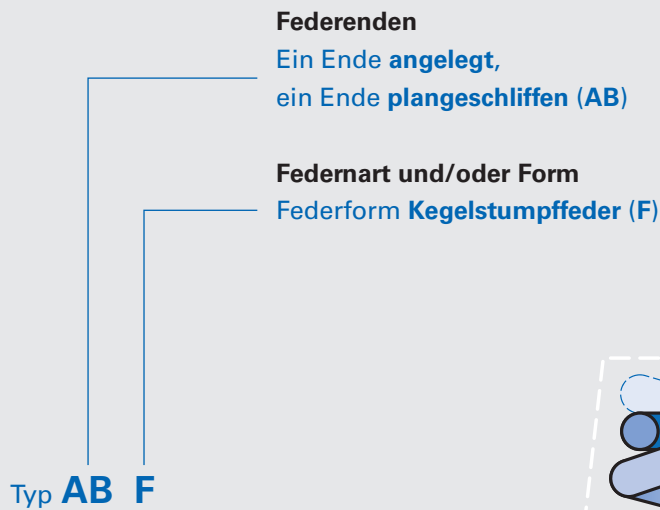 Federenden
Ein Ende angelegt,
ein Ende plangeschliffen (AB)
Federnart und/oder Form
Federform Kegelstumpffeder (F)
Typ AB F